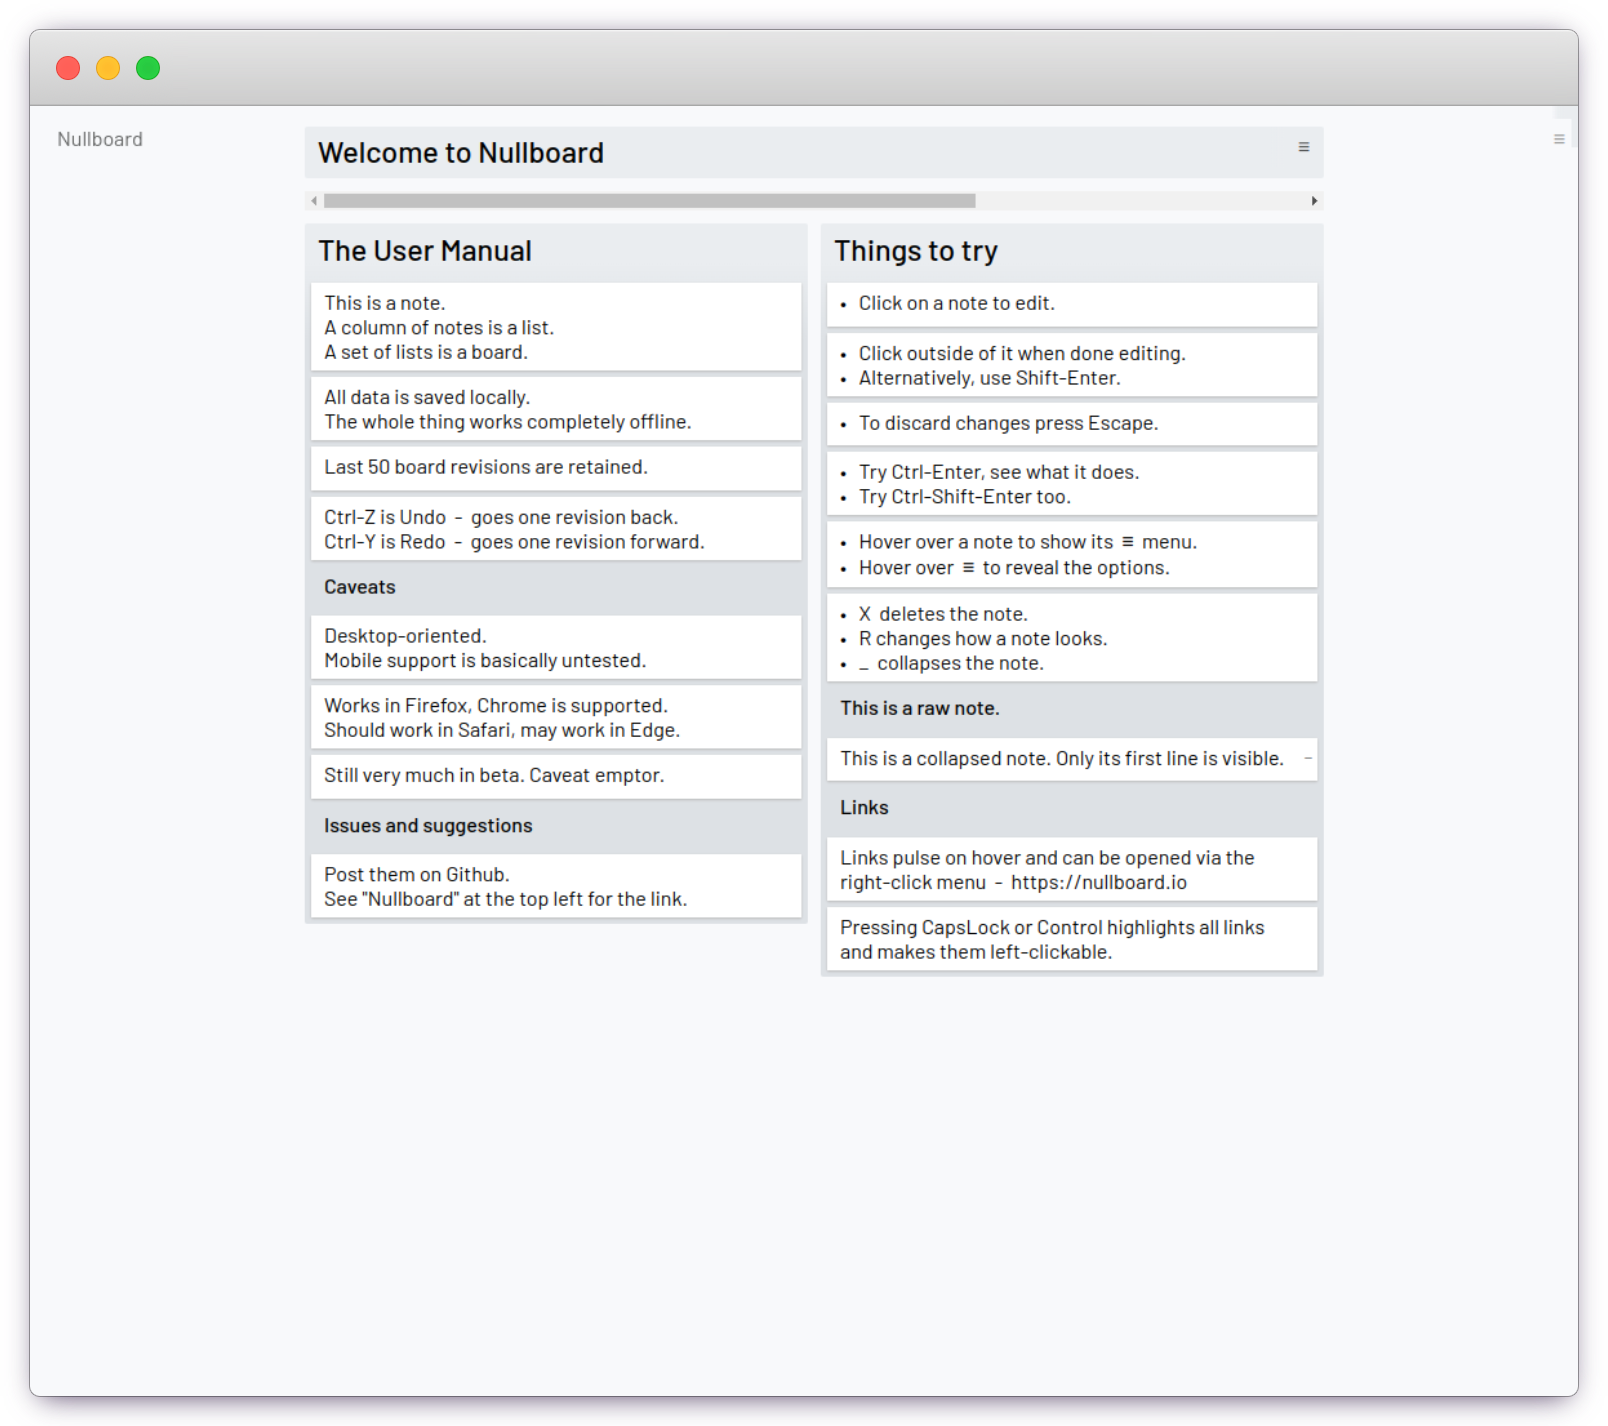 Nullboard
Welcome to Nullboard
≡
≡
The User Manual
This is a note.
A column of notes is a list.
A set of lists is a board.
All data is saved locally.
The whole thing works completely offline.
Last 50 board revisions are retained.
Ctrl-Z is Undo - goes one revision back.
Ctrl-Y is Redo - goes one revision forward.
Caveats
Desktop-oriented.
Mobile support is basically untested.
Works in Firefox, Chrome is supported.
Should work in Safari, may work in Edge.
Still very much in beta. Caveat emptor.
Issues and suggestions
Post them on Github.
See "Nullboard" at the top left for the link.
Things to try
• Click on a note to edit.
• Click outside of it when done editing.
• Alternatively, use Shift-Enter.
• To discard changes press Escape.
• Try Ctrl-Enter, see what it does.
• Try Ctrl-Shift-Enter too.
• Hover over a note to show its ≡ menu.
• Hover over ≡ to reveal the options.
• X deletes the note.
• R changes how a note looks.
• _ collapses the note.
This is a raw note.
This is a collapsed note. Only its first line is visible. –
Links
Links pulse on hover and can be opened via the
right-click menu - https://nullboard.io
Pressing CapsLock or Control highlights all links
and makes them left-clickable.